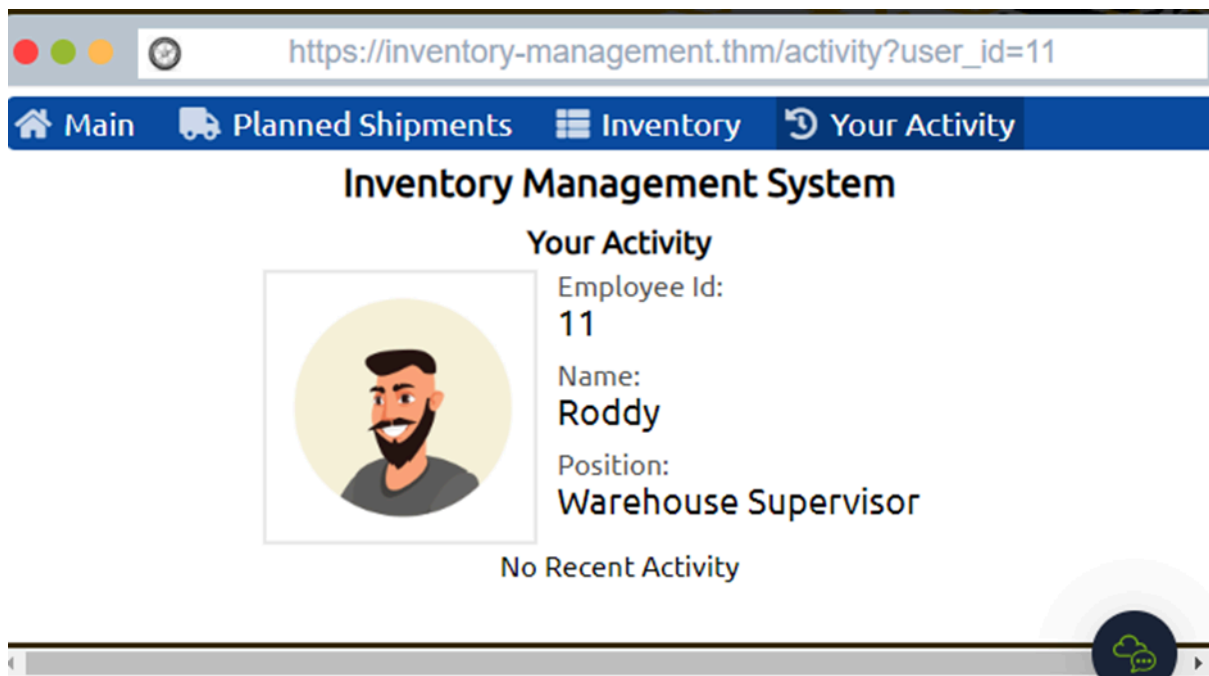 https://inventory-management.thm/activity?user_id=11
Main Planned Shipments Inventory Your Activity
Inventory Management System
Your Activity
Employee Id:
11
Name:
Roddy
Position:
Warehouse Supervisor
No Recent Activity